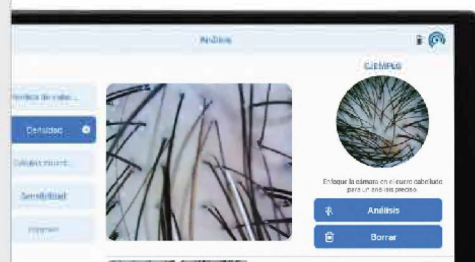 Análisis
EJEMPLO
Densidad
Sensibilidad
Enfoque la cámara en el cuero cabelludo
para un análisis preciso
Análisis
Borrar